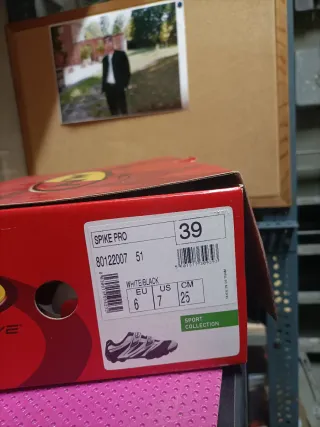 SPIKE PRO
39
80122007 51
WHITE/BLACK
EU US CM
6 7 25
SPORT
COLLECTION